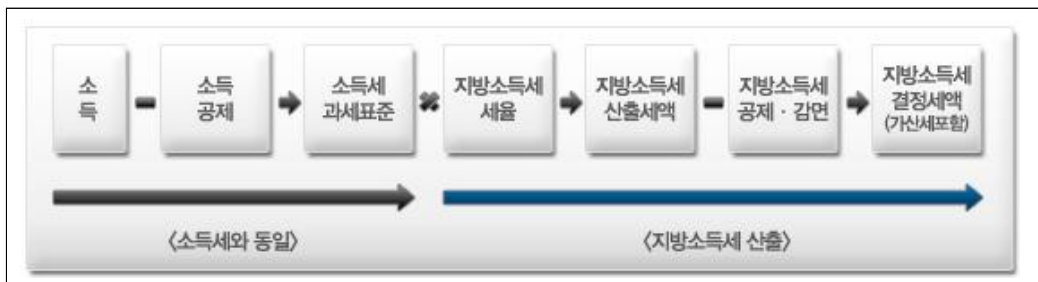 소
득
소득
공제
소득세
과세표준
지방소득세
세율
지방소득세
산출세액
지방소득세
공제 · 감면
지방소득세
결정세액
(가산세포함)
〈소득세와 동일〉
〈지방소득세 산출〉